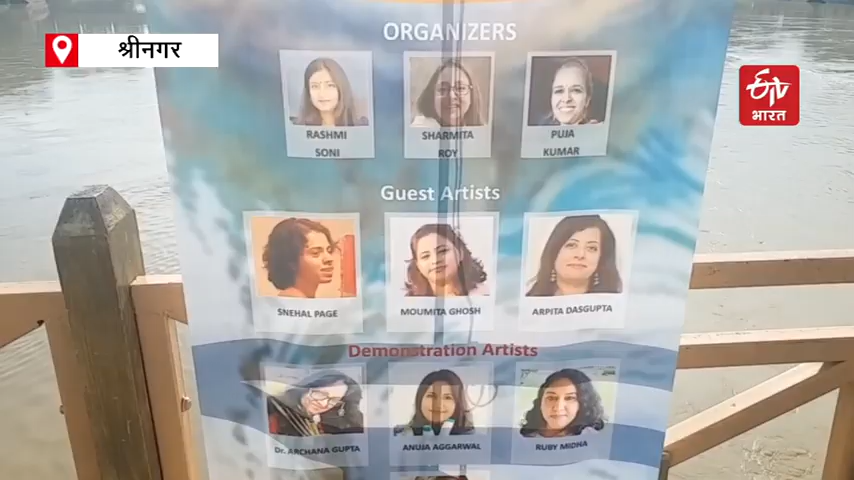 श्रीनगर
ETV
भारत
ORGANIZERS
RASHMI SONI
SHARMITA ROY
PUJA KUMAR
Guest Artists
SNEHAL PAGE
MOUMITA GHOSH
ARPITA DASGUPTA
Demonstration Artists
Dr. ARCHANA GUPTA
ANUJA AGGARWAL
RUBY MIDHA